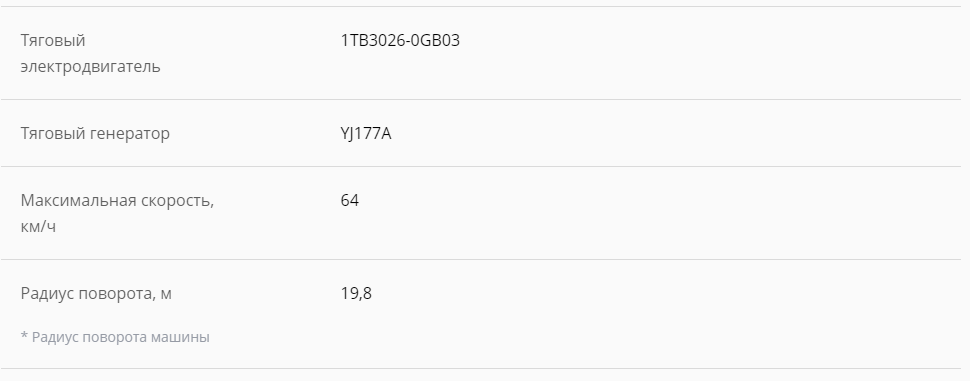 Тяговый
электродвигатель
1TB3026-0GB03
Тяговый генератор
YJ177A
Максимальная скорость,
км/ч
64
Радиус поворота, м
19,8
* Радиус поворота машины